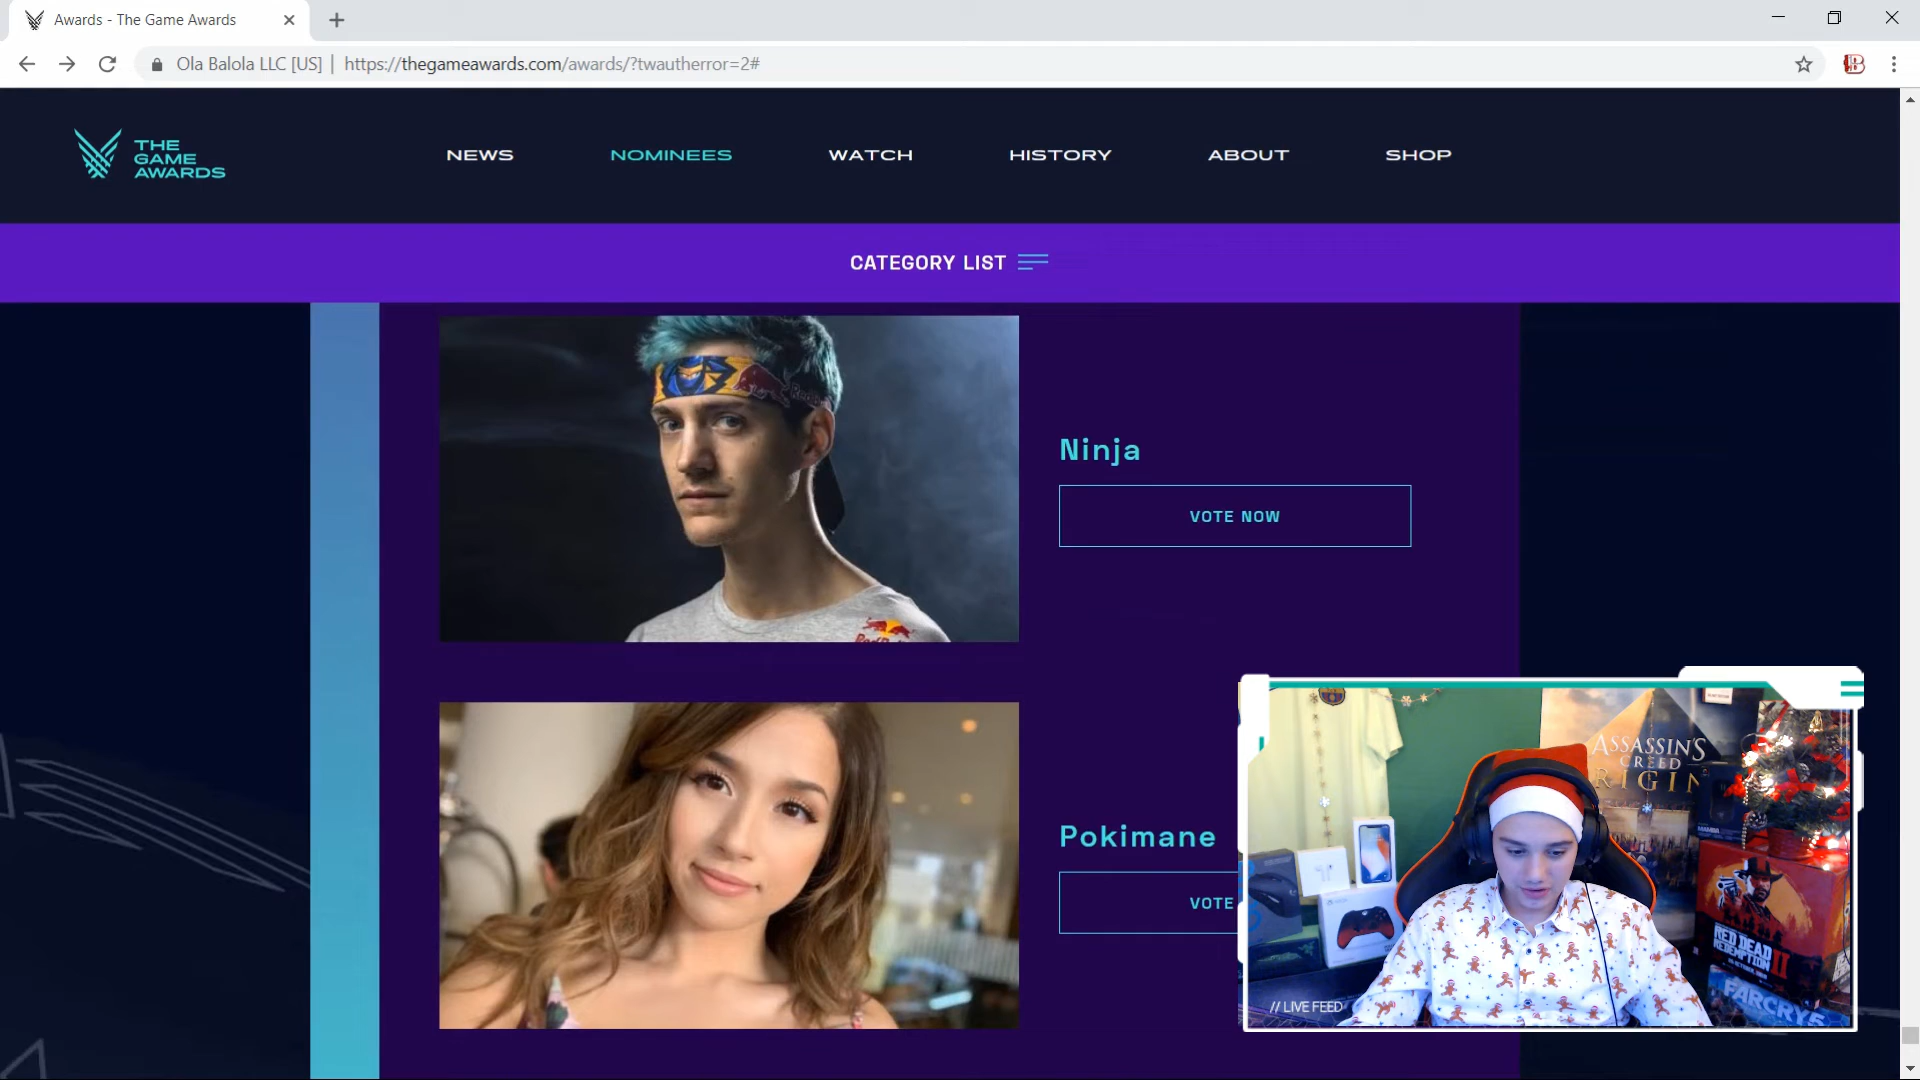 Awards - The Game Awards
Ola Balola LLC [US] | https://thegameawards.com/awards/?twautherror=2#
THE
GAME
AWARDS
NEWS
NOMINEES
WATCH
HISTORY
ABOUT
SHOP
CATEGORY LIST
Ninja
VOTE NOW
Pokimane
VOTE
ASSASSIN'S
CREED
ORIGIN
RED DEAD
REDEMPTION II
FARCRY5
// LIVE FEED